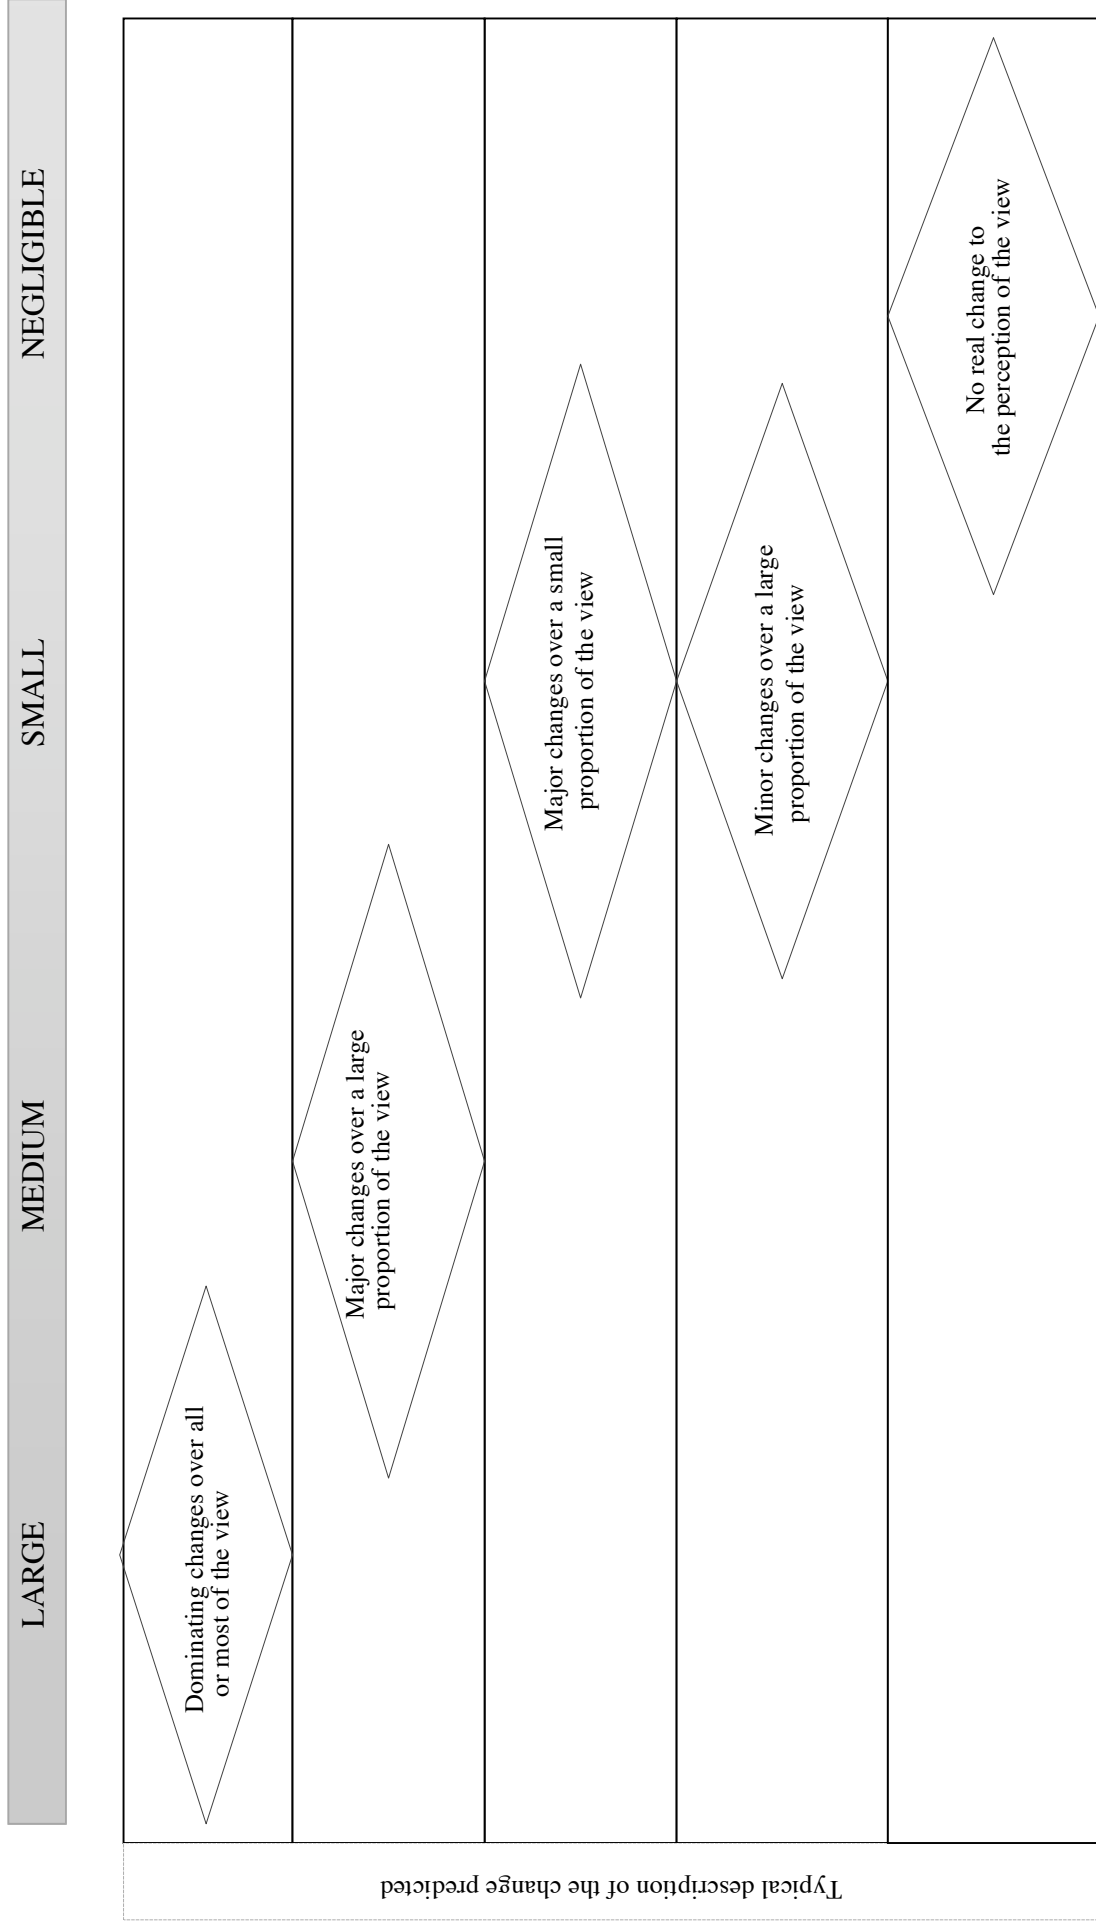 LARGE
MEDIUM
SMALL
NEGLIGIBLE
Typical description of the change predicted
Dominating changes over all
or most of the view
Major changes over a large
proportion of the view
Major changes over a small
proportion of the view
Minor changes over a large
proportion of the view
No real change to
the perception of the view